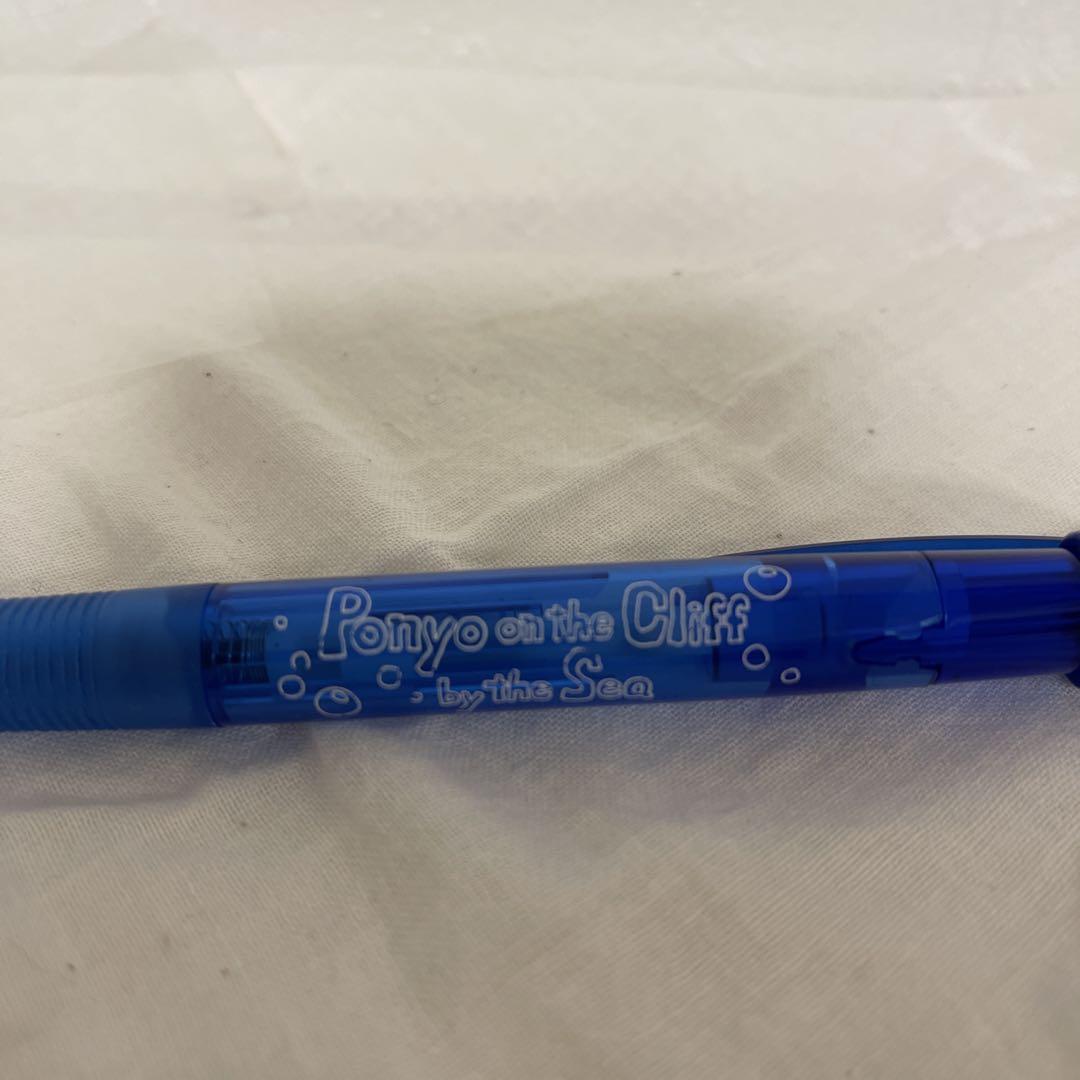 Ponyo on the Cliff
by the Sea